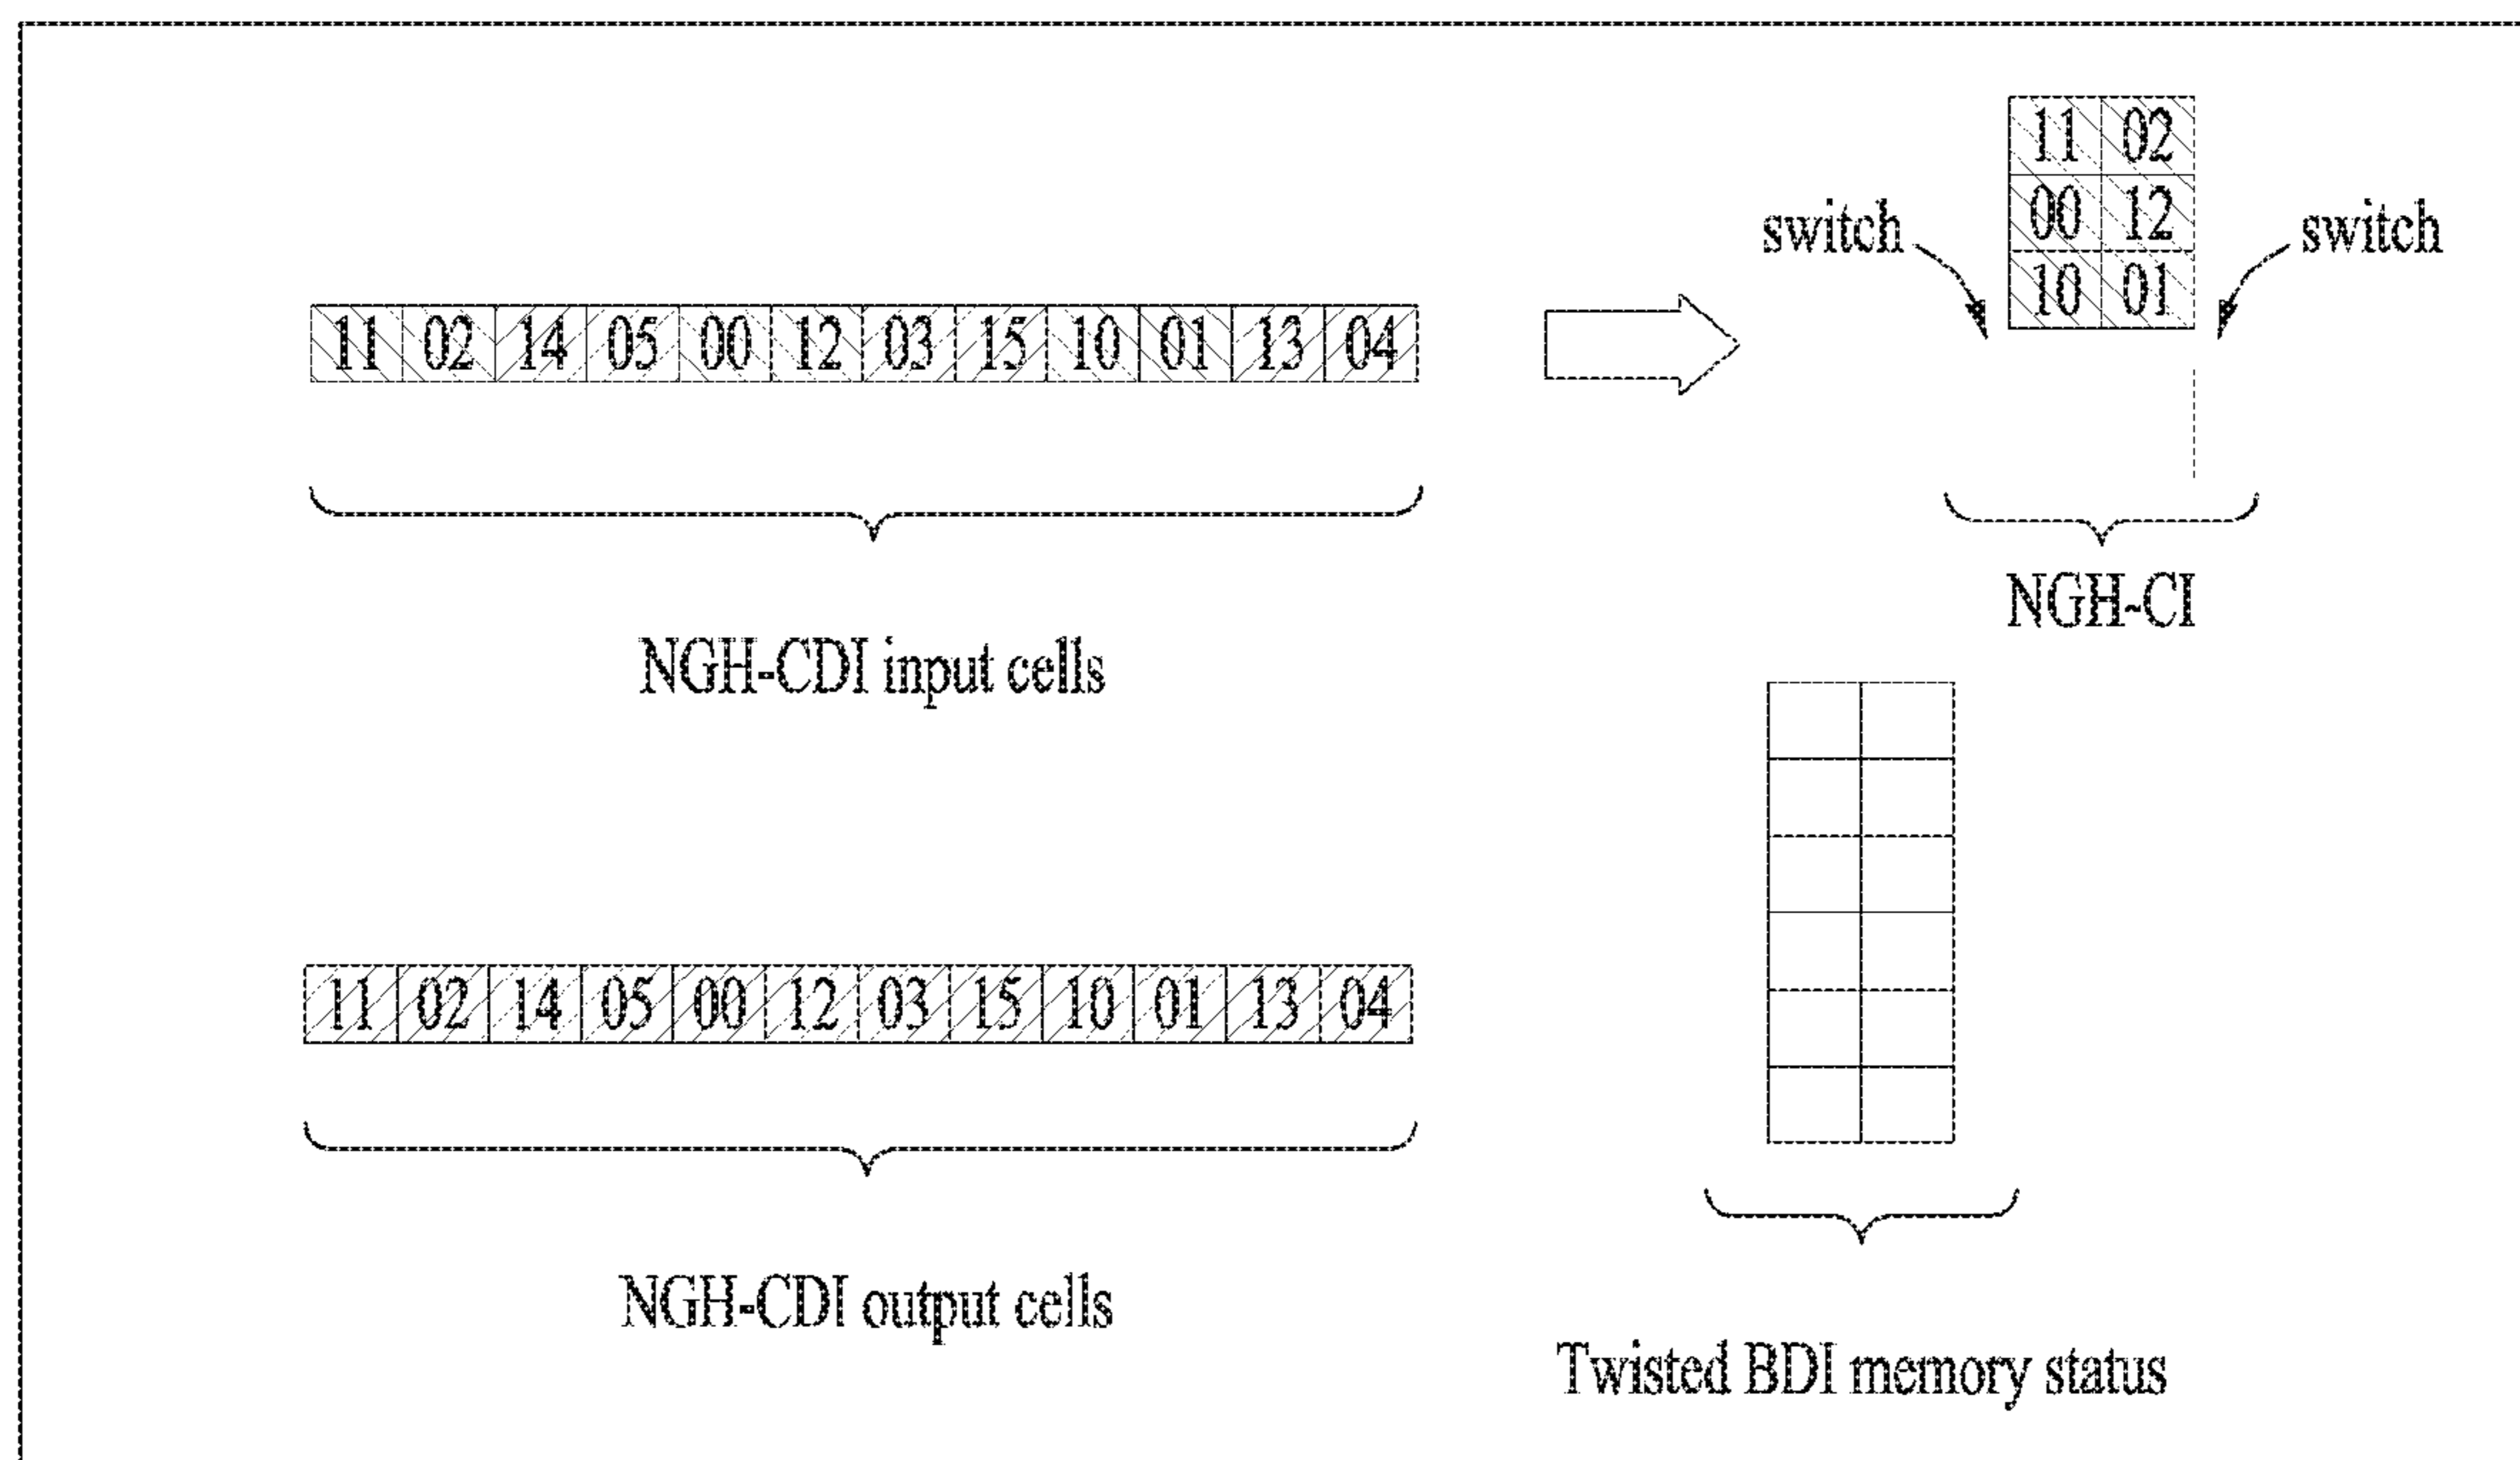 11 02
switch 00 12 switch
10 01
11 02 14 05 00 12 03 15 10 01 13 04
NGH-CI
NGH-CDI input cells
11 02 14 05 00 12 03 15 10 01 13 04
NGH-CDI output cells
Twisted BDI memory status